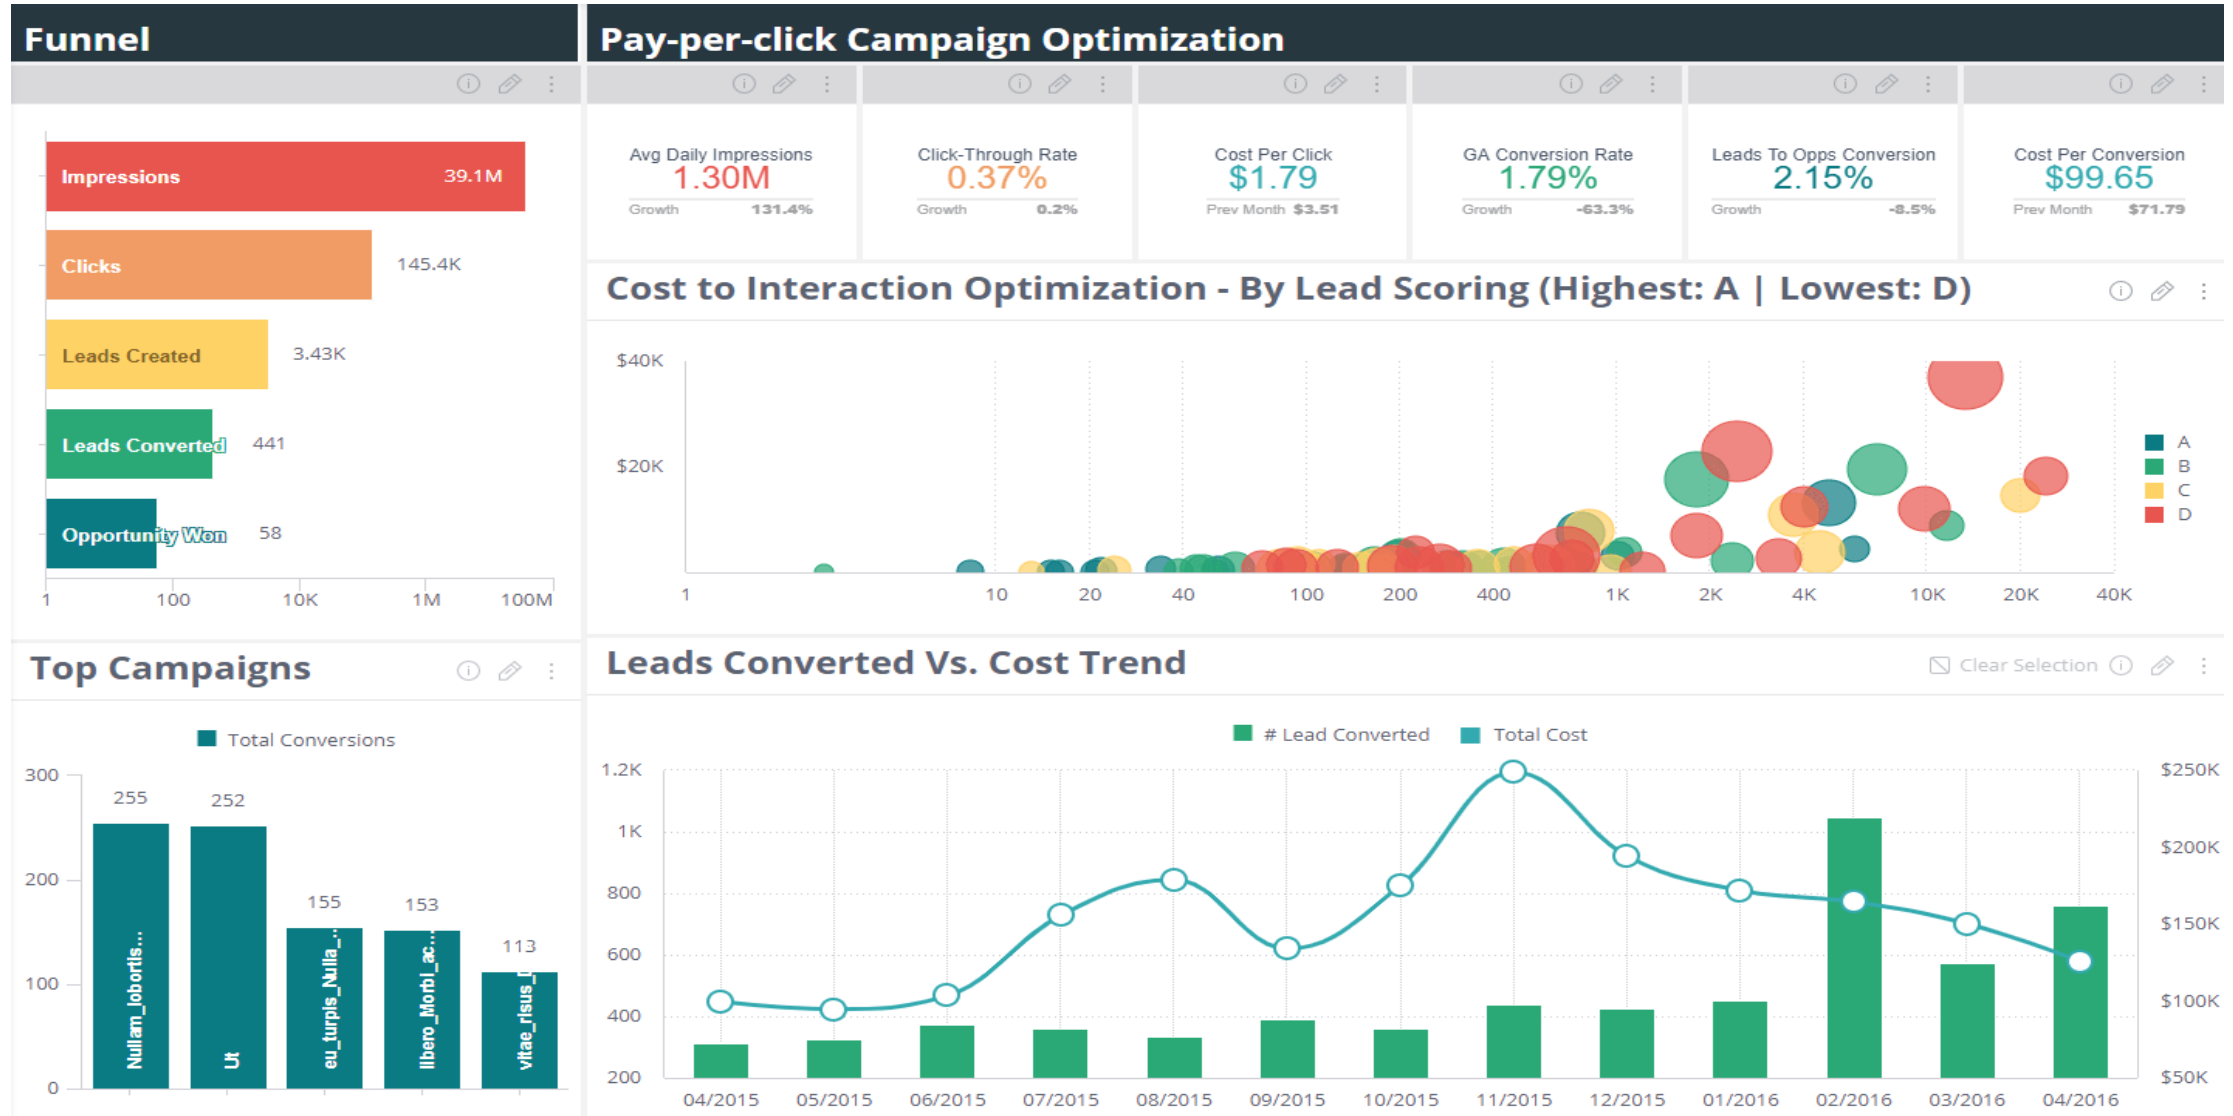 Funnel
Pay-per-click Campaign Optimization
Impressions 39.1M
Clicks 145.4K
Leads Created 3.43K
Leads Converted 441
Opportunity Won 58
1 100 10K 1M 100M
Avg Daily Impressions
1.30M
Growth 131.4%
Click-Through Rate
0.37%
Growth 0.2%
Cost Per Click
$1.79
Prev Month $3.51
GA Conversion Rate
1.79%
Growth -63.3%
Leads To Opps Conversion
2.15%
Growth -8.5%
Cost Per Conversion
$99.65
Prev Month $71.79
Cost to Interaction Optimization - By Lead Scoring (Highest: A | Lowest: D)
$40K
$20K
1 10 20 40 100 200 400 1K 2K 4K 10K 20K 40K
A
B
C
D
Top Campaigns
Total Conversions
300
200
100
0
255
252
155
153
113
Nullam_lobortis...
Ut
eu_turpis_Nulla_...
libero_Morbi_ac...
vitae_risus_
Leads Converted Vs. Cost Trend
Clear Selection
# Lead Converted Total Cost
1.2K
1K
800
600
400
200
$250K
$200K
$150K
$100K
$50K
04/2015 05/2015 06/2015 07/2015 08/2015 09/2015 10/2015 11/2015 12/2015 01/2016 02/2016 03/2016 04/2016